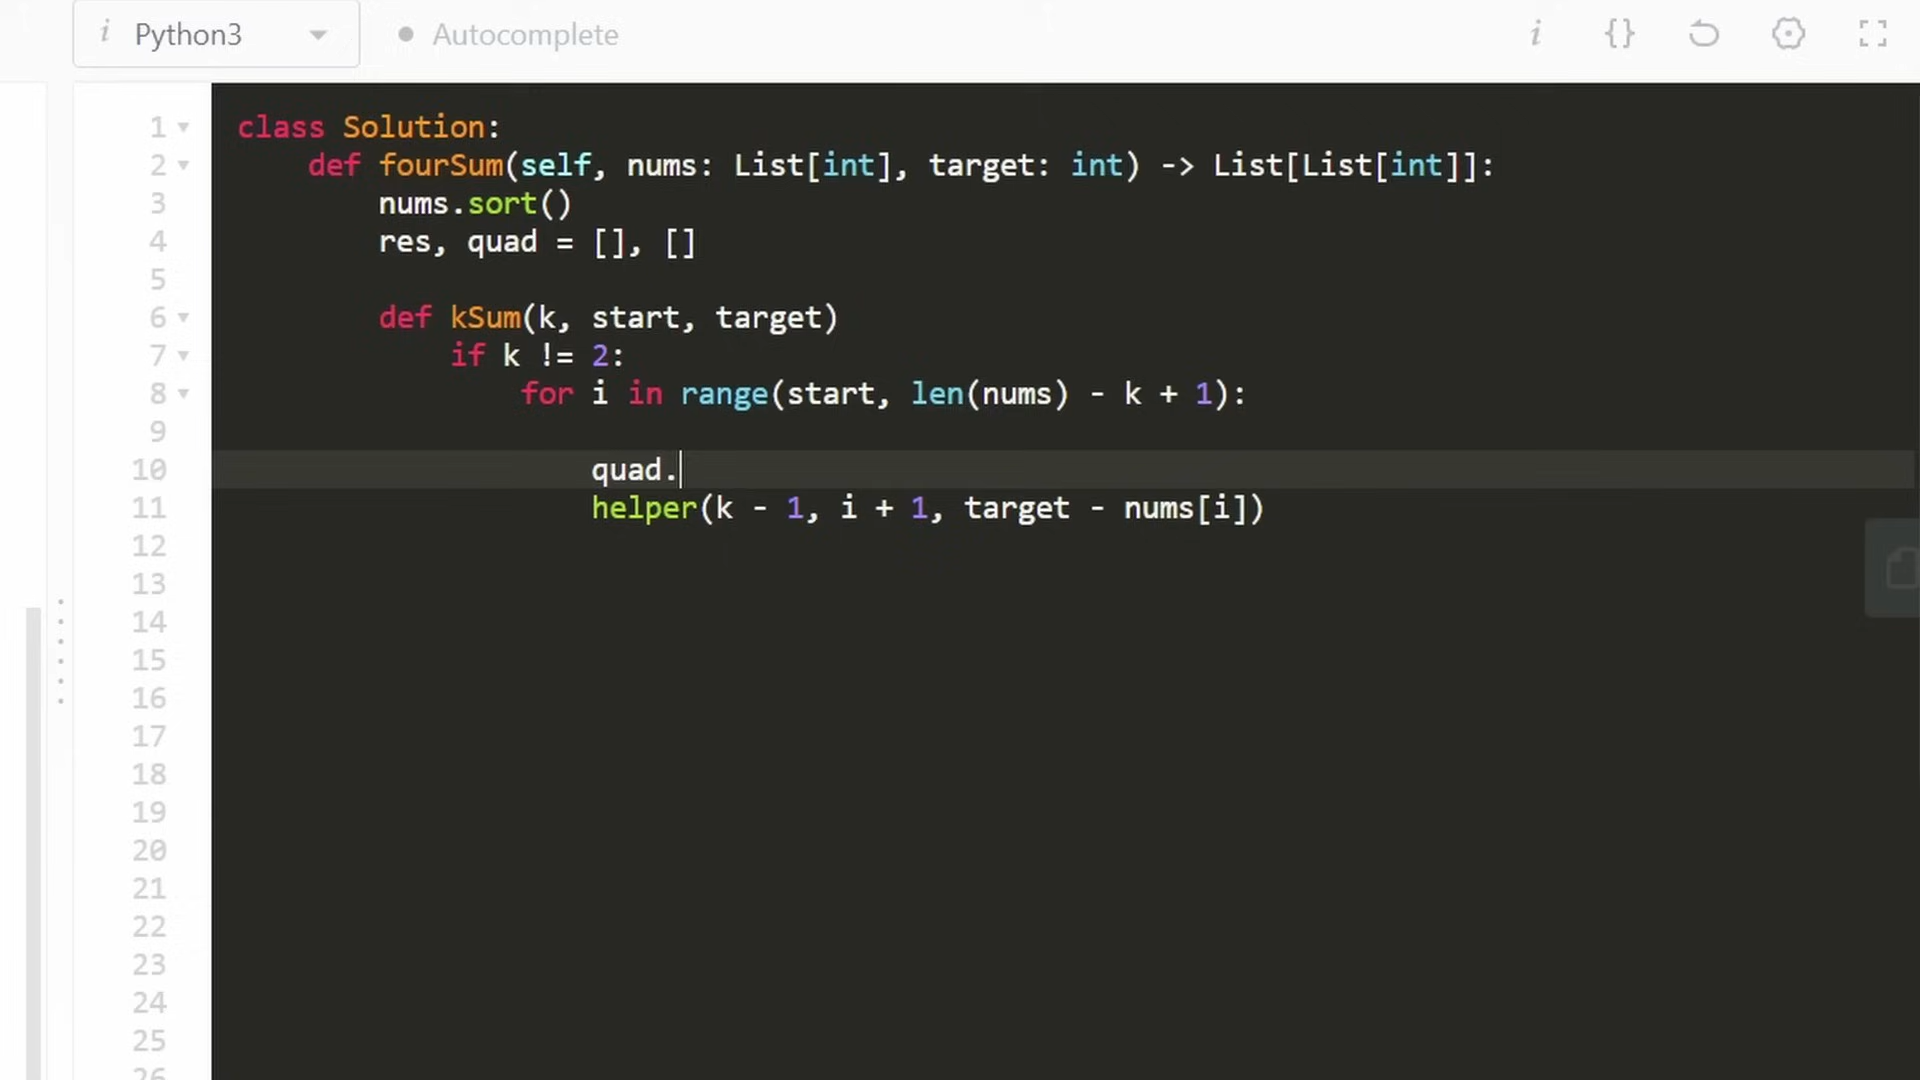 i Python3 Autocomplete i {}
1 class Solution:
2 def fourSum(self, nums: List[int], target: int) -> List[List[int]]:
3 nums.sort()
4 res, quad = [], []
5
6 def kSum(k, start, target)
7 if k != 2:
8 for i in range(start, len(nums) - k + 1):
9
10 quad.
11 helper(k - 1, i + 1, target - nums[i])
12
13
14
15
16
17
18
19
20
21
22
23
24
25
26